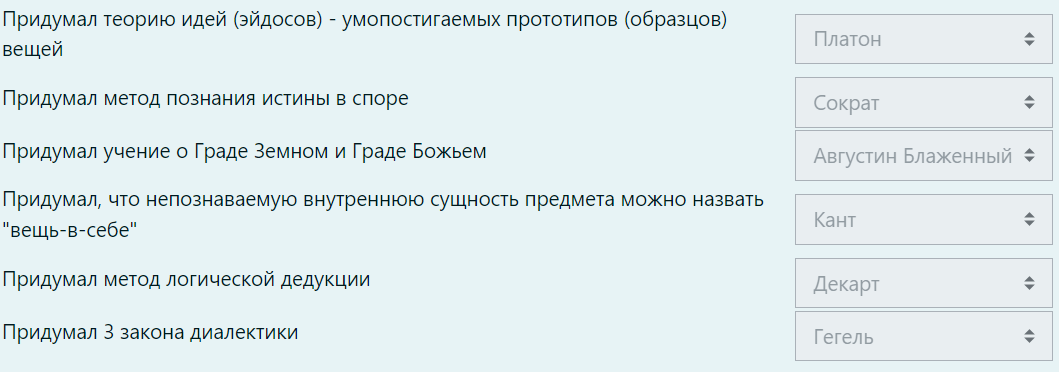 Придумал теорию идей (эйдосов) - умопостигаемых прототипов (образцов)
вещей
Платон
Придумал метод познания истины в споре
Сократ
Придумал учение о Граде Земном и Граде Божьем
Августин Блаженный
Придумал, что непознаваемую внутреннюю сущность предмета можно назвать
"вещь-в-себе"
Кант
Придумал метод логической дедукции
Декарт
Придумал 3 закона диалектики
Гегель